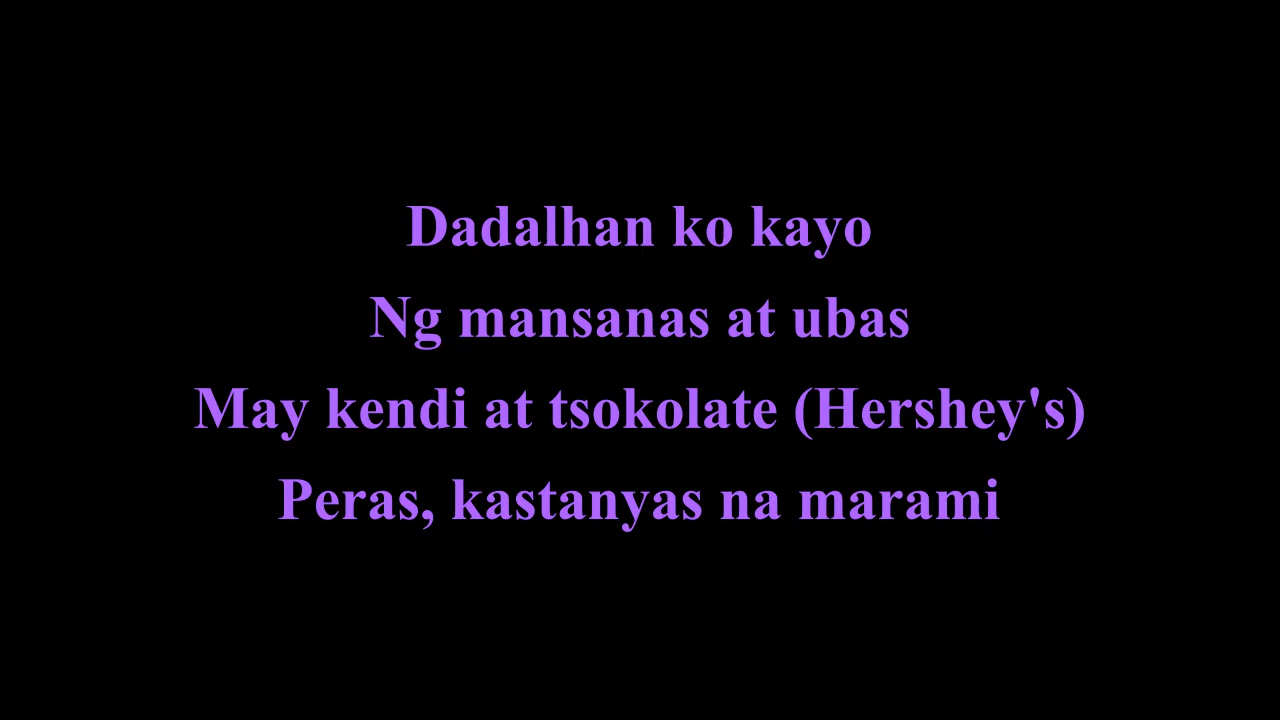 Dadalhan ko kayo
Ng mansanas at ubas
May kendi at tsokolate (Hershey's)
Peras, kastanyas na marami